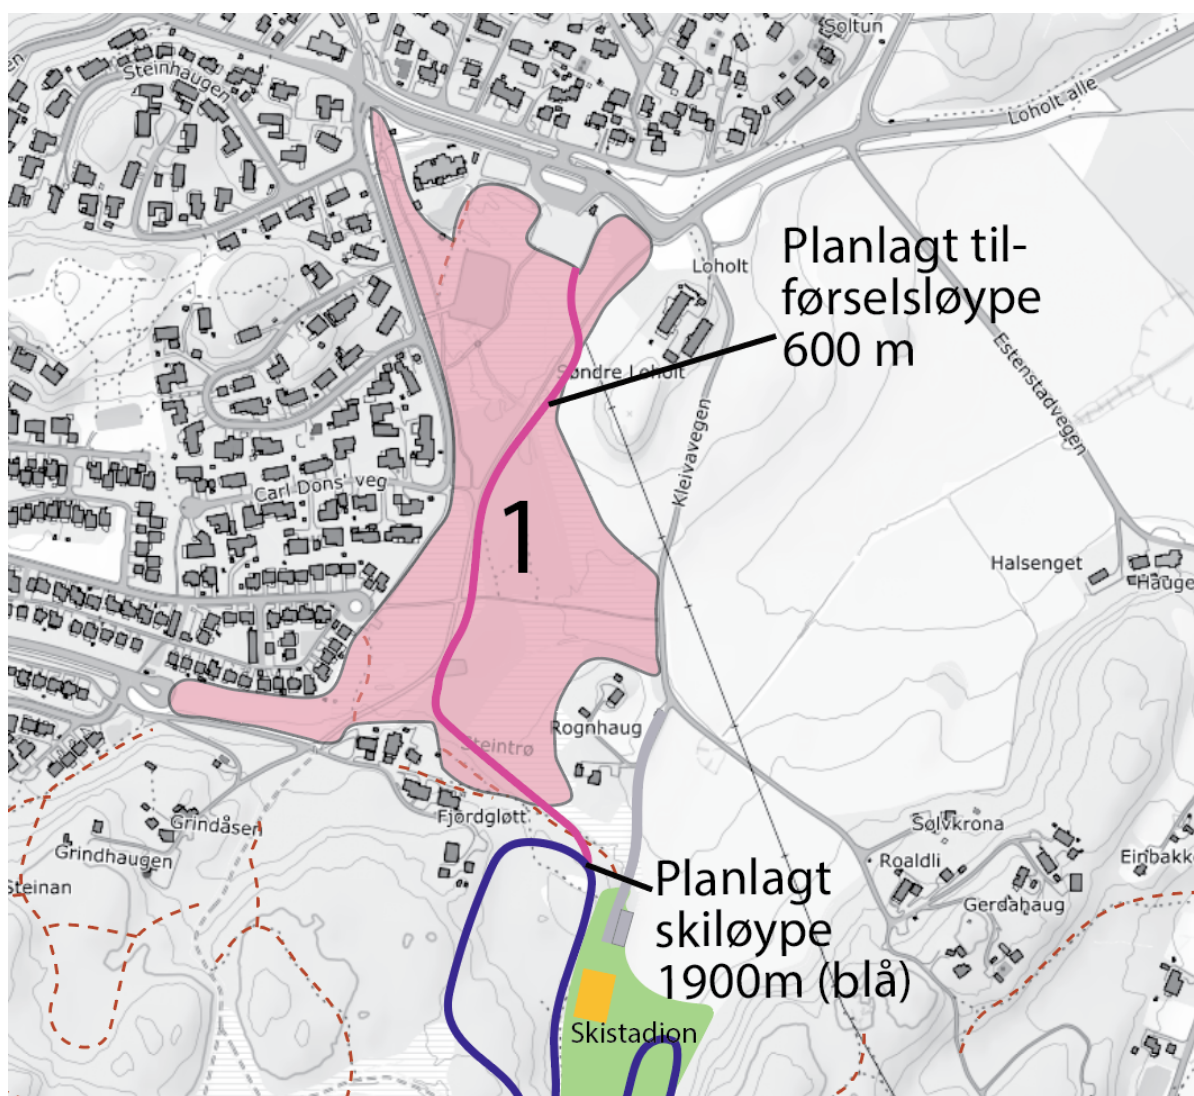 en
Steinhaugen
Soltun
Loholt alle
Planlagt til-
førselsløype
600 m
Loholt
Søndre Loholt
Estenstadvegen
Kleivavegen
Carl Dons' veg
1
Halsenget
Hauge
Rognhaug
Steintrø
Fjordgløtt
Grindåsen
Grindhaugen
Steinan
Sølvkrona
Roaldli
Einbakk
Gerdahaug
Planlagt
skiløype
1900m (blå)
Skistadion